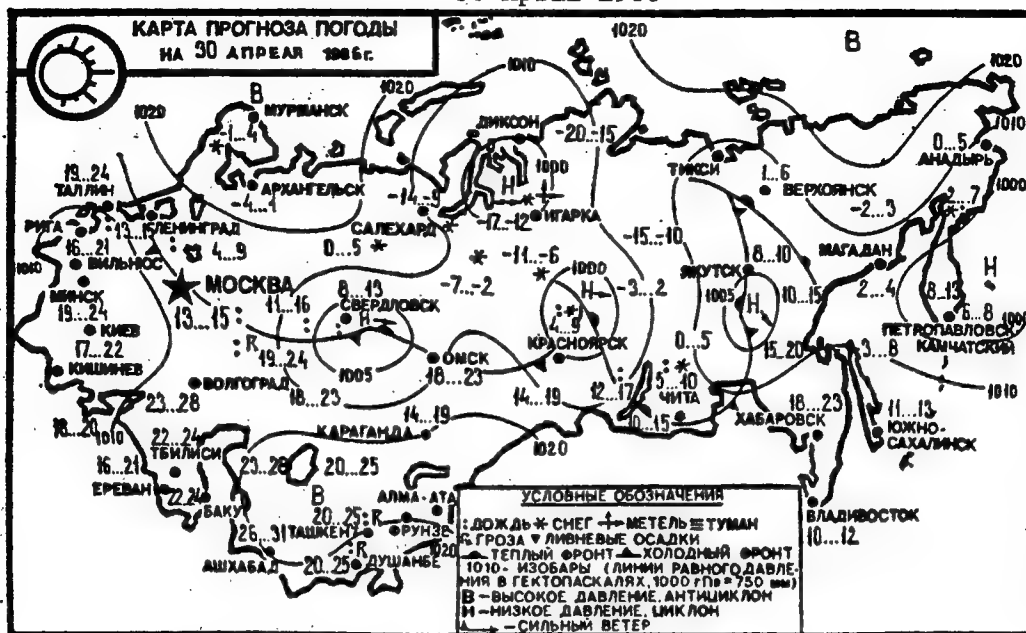 КАРТА ПРОГНОЗА ПОГОДЫ
НА 30 АПРЕЛЯ 1986г.
1020
1020
1010
1020
В
В
МУРМАНСК
-1...4
ДИКСОН
-20.-15
1000
ТИКСИ
0...5
АНАДЫРЬ
1010
1000
19...24
ТАЛЛИН
АРХАНГЕЛЬСК
-4...-1
-14...-9
САЛЕХАРД
Н
-17...-12
ИГАРКА
1...6
ВЕРХОЯНСК
-2...3
2...7
РИГА
13...15
ЛЕНИНГРАД
16...21
4...9
0...5
-11...-6
-15...-10
8...10
МАГАДАН
1010
ВИЛЬНЮС
МОСКВА
8...13
СВЕРДЛОВСК
-7...-2
1000
Н
-3...2
ЯКУТСК
10...15
2...4
Н
МИНСК
13...15
11...16
Н
1005
Н
8...13
6...8
19...24
КИЕВ
4...9
КРАСНОЯРСК
0...5
ПЕТРОПАВЛОВСК-
КАМЧАТСКИЙ
17...22
КИШИНЕВ
R
19...24
1005
ОМСК
18...23
15...20
3...8
1010
ВОЛГОГРАД
18...23
14...19
12...17
5...10
ЧИТА
10...15
23...28
14...19
КАРАГАНДА
1020
18...23
ХАБАРОВСК
11...13
ЮЖНО-
САХАЛИНСК
18...20
1010
22...24
ТБИЛИСИ
16...21
ЕРЕВАН
22.24
БАКУ
23...28
20...25
В
АЛМА-АТА
20...25
R
ТАШКЕНТ
ФРУНЗЕ
26...31
АШХАБАД
R
20...25
ДУШАНБЕ
1020
ВЛАДИВОСТОК
10...12
УСЛОВНЫЕ ОБОЗНАЧЕНИЯ
: ДОЖДЬ * СНЕГ МЕТЕЛЬ ≡ ТУМАН
R ГРОЗА ▼ ЛИВНЕВЫЕ ОСАДКИ
ТЕПЛЫЙ ФРОНТ ХОЛОДНЫЙ ФРОНТ
1010- ИЗОБАРЫ (ЛИНИИ РАВНОГО ДАВЛЕ-
НИЯ В ГЕКТОПАСКАЛЯХ, 1000 гПа = 750 мм)
В -ВЫСОКОЕ ДАВЛЕНИЕ, АНТИЦИКЛОН
Н -НИЗКОЕ ДАВЛЕНИЕ, ЦИКЛОН
-СИЛЬНЫЙ ВЕТЕР